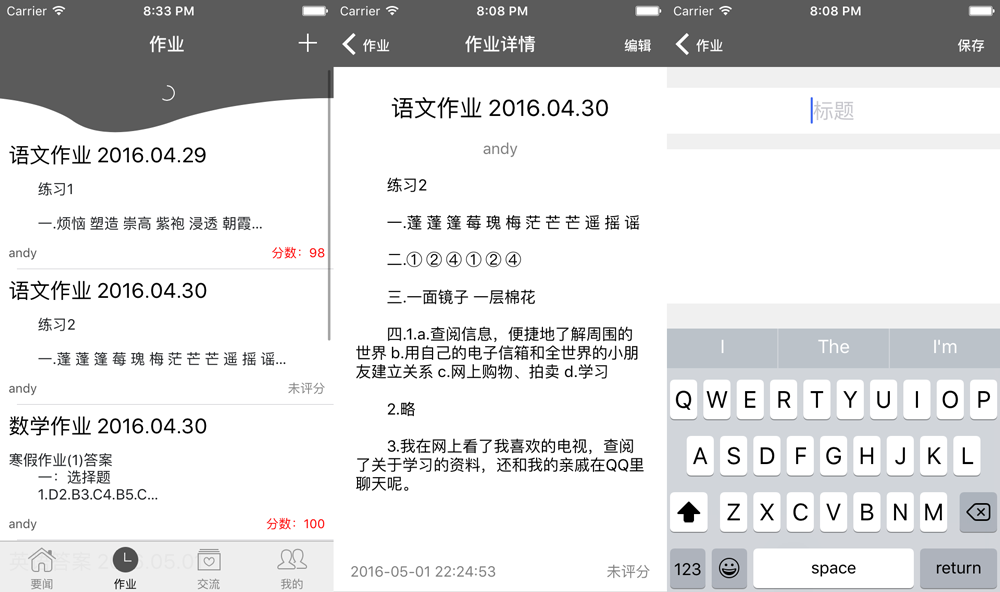 Carrier 8:33 PM
作业
语文作业 2016.04.29
练习1
一.烦恼 塑造 崇高 紫袍 浸透 朝霞...
andy 分数：98
语文作业 2016.04.30
练习2
一.蓬 蓬 篷 莓 瑰 梅 茫 芒 芒 遥 摇 谣...
andy 未评分
数学作业 2016.04.30
寒假作业(1)答案
一：选择题
1.D2.B3.C4.B5.C...
andy 分数：100
要闻 作业 交流 我的
Carrier 8:08 PM
作业 作业详情 编辑
语文作业 2016.04.30
andy
练习2
一.蓬 蓬 篷 莓 瑰 梅 茫 芒 芒 遥 摇 谣
二.① ② ④ ① ② ④
三.一面镜子 一层棉花
四.1.a.查阅信息，便捷地了解周围的
世界 b.用自己的电子信箱和全世界的小朋
友建立关系 c.网上购物、拍卖 d.学习
2.略
3.我在网上看了我喜欢的电视，查阅
了关于学习的资料，还和我的亲戚在QQ里
聊天呢。
2016-05-01 22:24:53 未评分
Carrier 8:08 PM
作业 保存
标题
I The I'm
Q W E R T Y U I O P
A S D F G H J K L
Z X C V B N M
123 space return